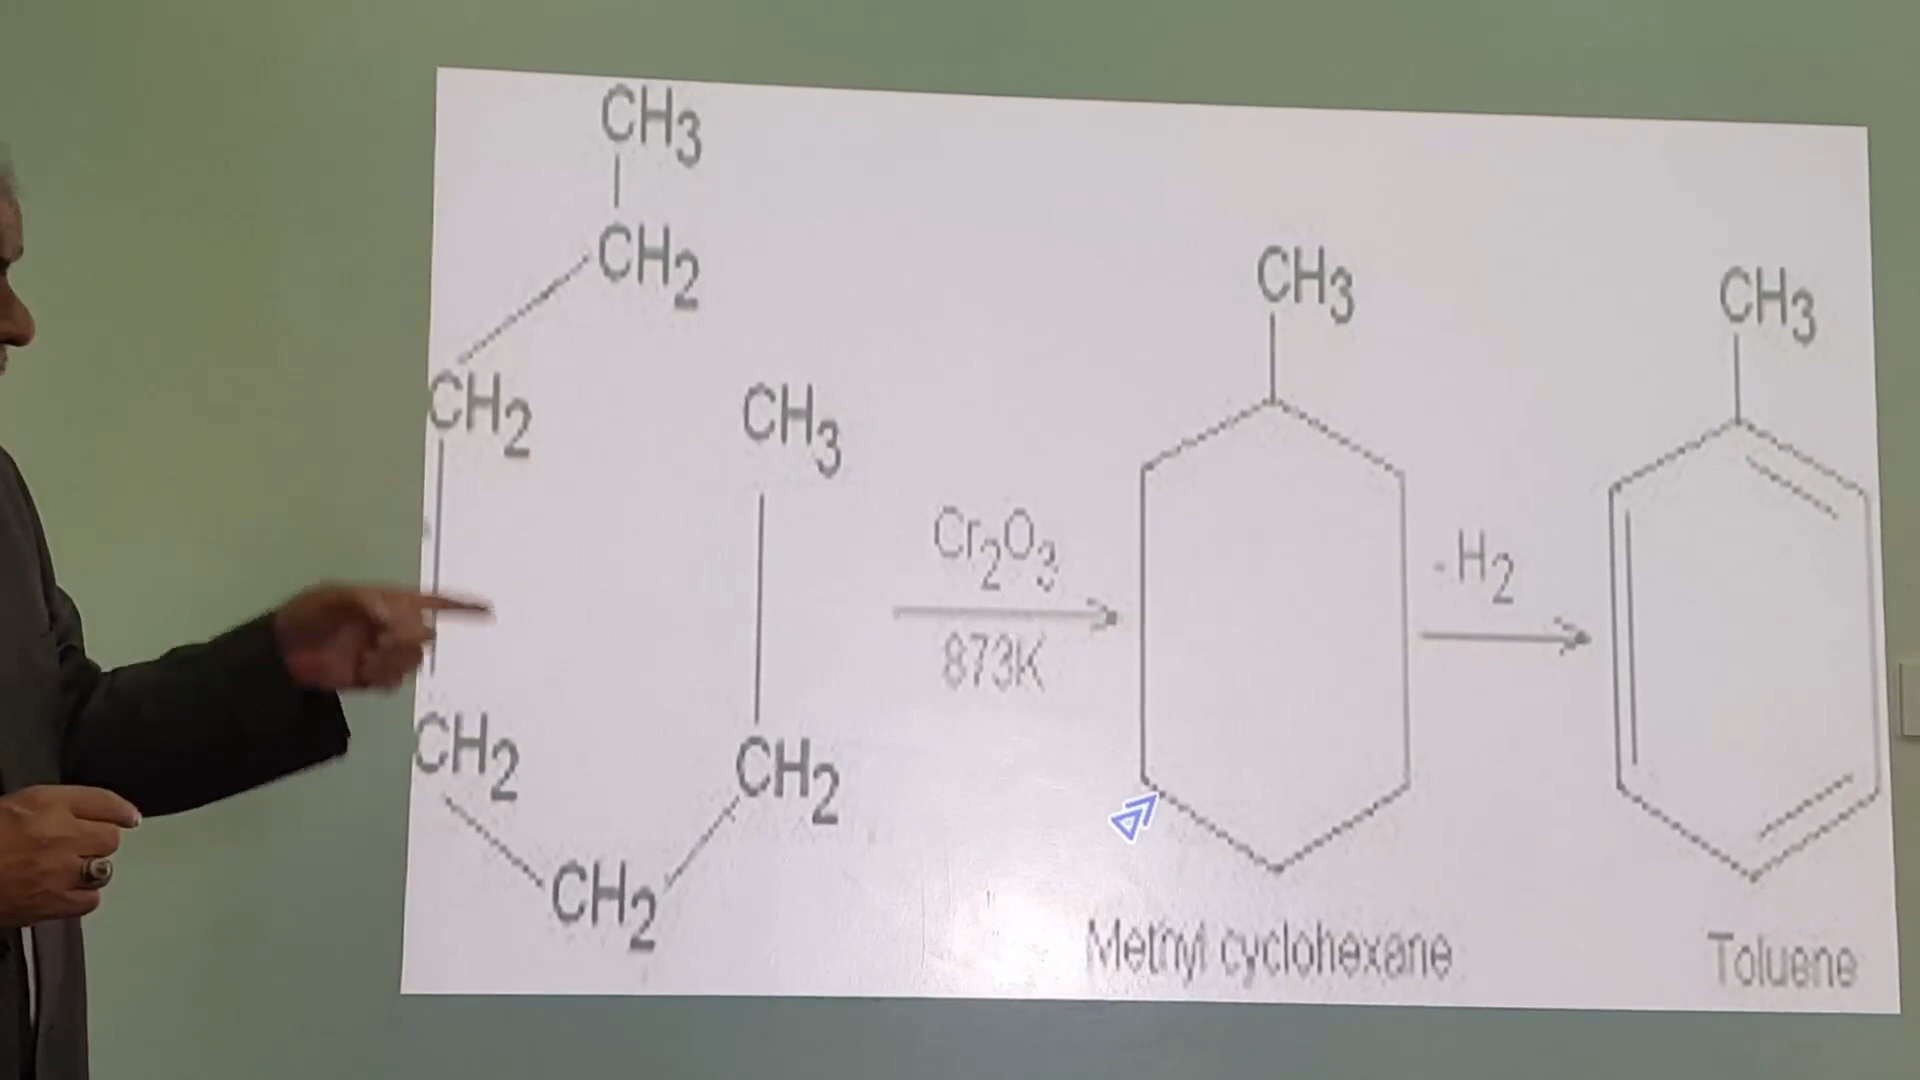 CH3
CH2
CH2
CH3
CH2
CH2
CH2
Cr2O3
873K
CH3
Methyl cyclohexane
- H2
CH3
Toluene